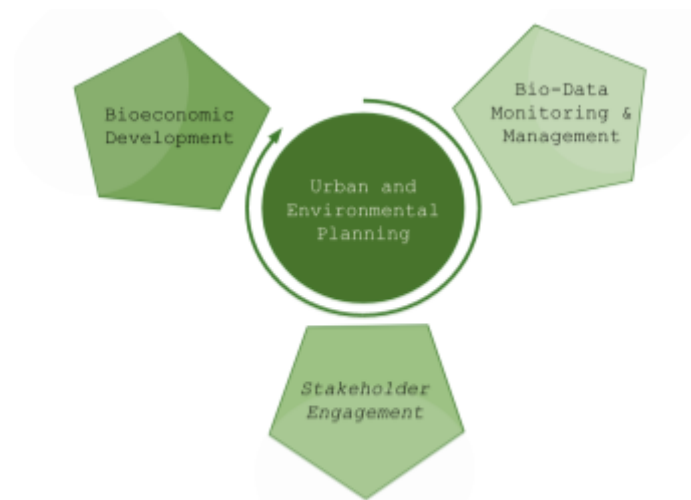 Bioeconomic
Development
Bio-Data
Monitoring &
Management
Urban and
Environmental
Planning
Stakeholder
Engagement